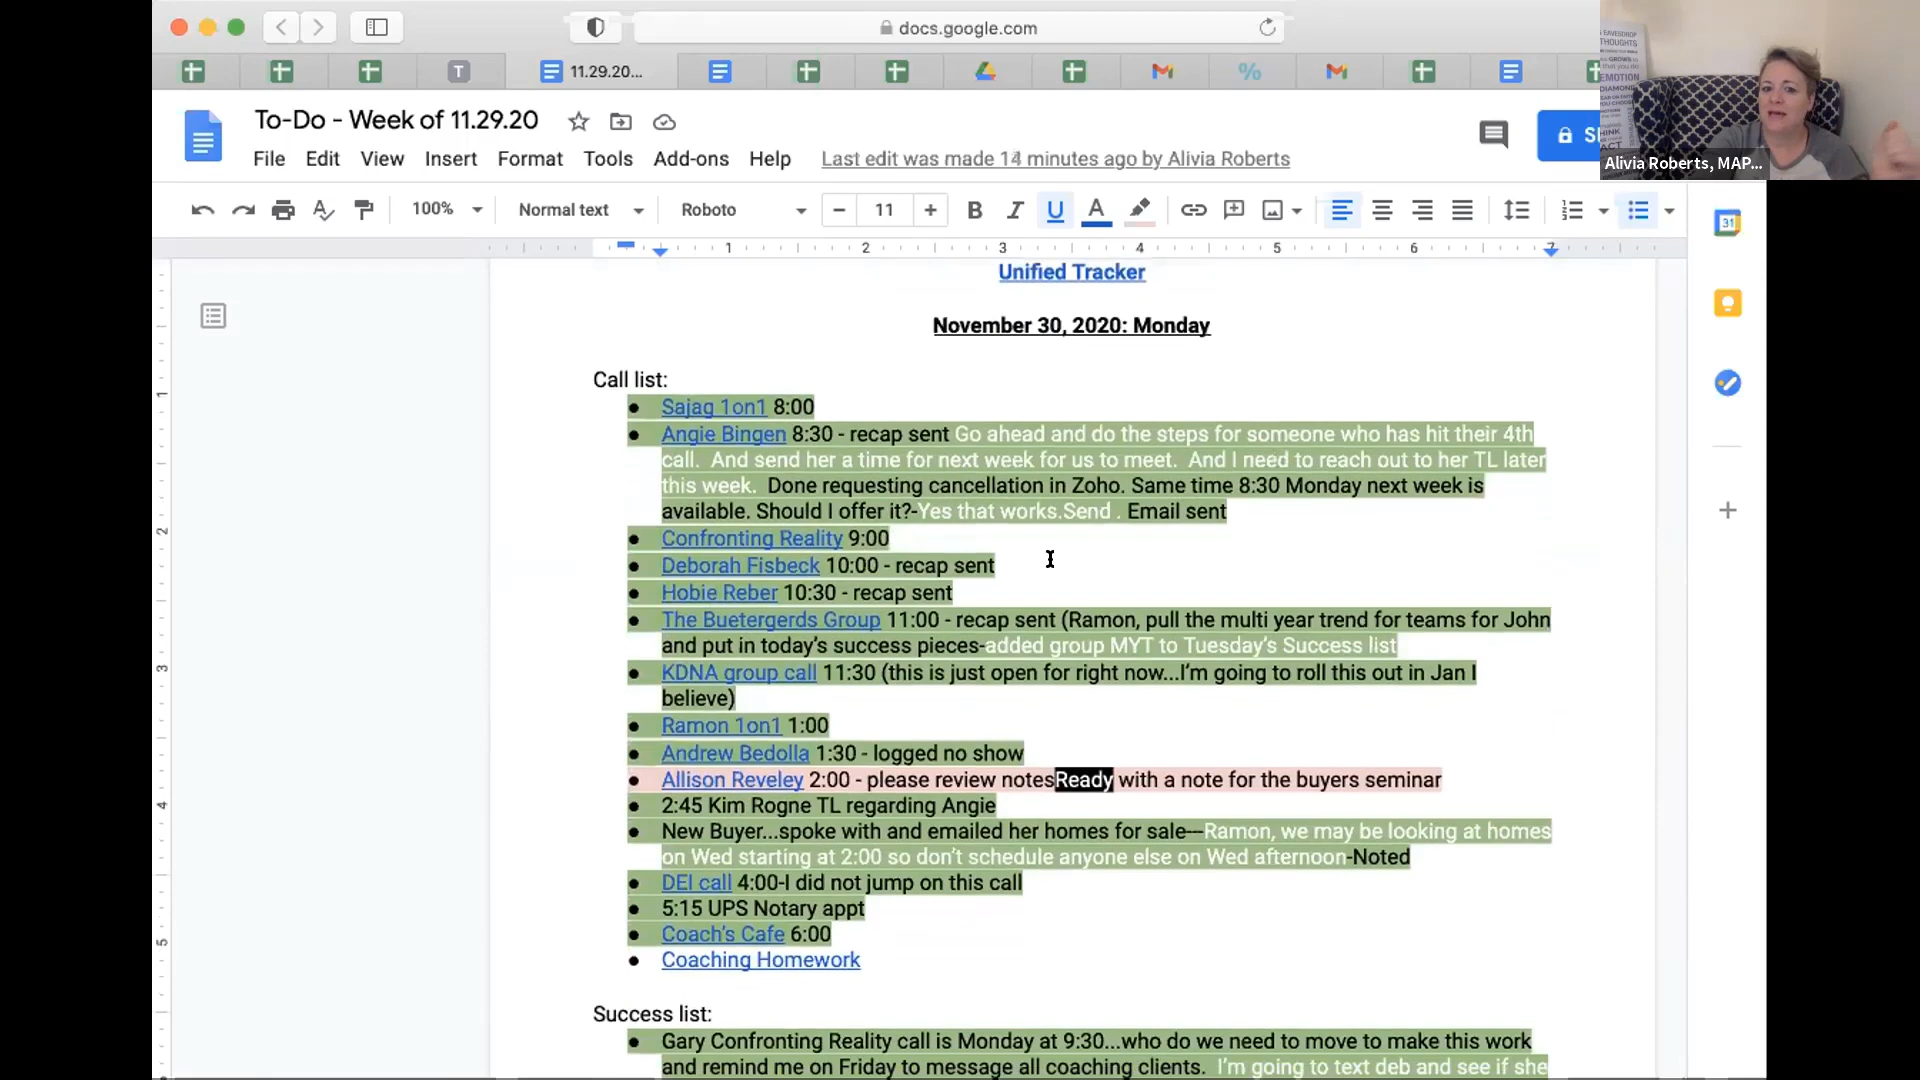 docs.google.com
T
11.29.20...
%
To-Do - Week of 11.29.20
File Edit View Insert Format Tools Add-ons Help
Alivia Roberts, MAP...
100% Normal text Roboto 11 B I U A
1 2 3 4 5 6 7
31
Unified Tracker
November 30, 2020: Monday
Call list:
● Sajag 1on1 8:00
● Angie Bingen 8:30 - recap sent Go ahead and do the steps for someone who has hit their 4th
call. And send her a time for next week for us to meet. And I need to reach out to her TL later
this week. Done requesting cancellation in Zoho. Same time 8:30 Monday next week is
available. Should I offer it?-Yes that works.Send . Email sent
● Confronting Reality 9:00
● Deborah Fisbeck 10:00 - recap sent
● Hobie Reber 10:30 - recap sent
● The Buetergerds Group 11:00 - recap sent (Ramon, pull the multi year trend for teams for John
and put in today's success pieces-added group MYT to Tuesday's Success list
● KDNA group call 11:30 (this is just open for right now...I'm going to roll this out in Jan I
believe)
● Ramon 1on1 1:00
● Andrew Bedolla 1:30 - logged no show
● Allison Reveley 2:00 - please review notesReady with a note for the buyers seminar
● 2:45 Kim Rogne TL regarding Angie
● New Buyer...spoke with and emailed her homes for sale---Ramon, we may be looking at homes
on Wed starting at 2:00 so don't schedule anyone else on Wed afternoon-Noted
● DEI call 4:00-I did not jump on this call
● 5:15 UPS Notary appt
● Coach's Cafe 6:00
● Coaching Homework
Success list:
● Gary Confronting Reality call is Monday at 9:30...who do we need to move to make this work
and remind me on Friday to message all coaching clients. I'm going to text deb and see if she
THOUGHTS
EMOTION